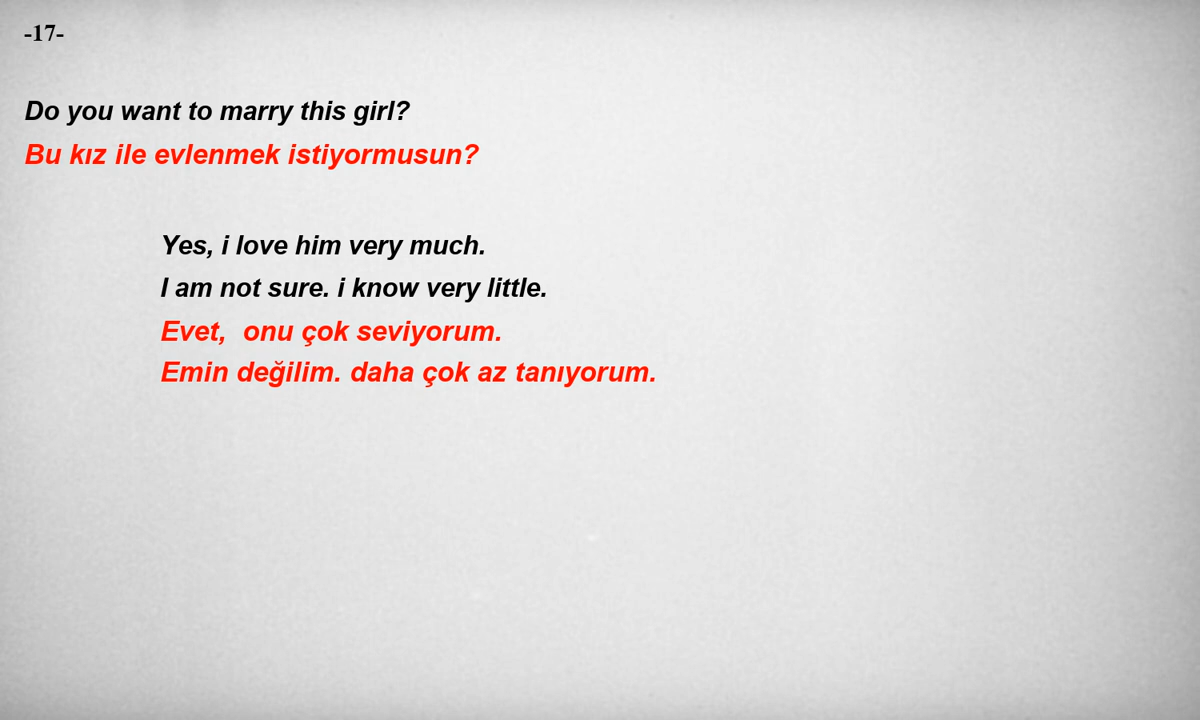 -17-
Do you want to marry this girl?
Bu kız ile evlenmek istiyormusun?
Yes, i love him very much.
I am not sure. i know very little.
Evet,  onu çok seviyorum.
Emin değilim. daha çok az tanıyorum.